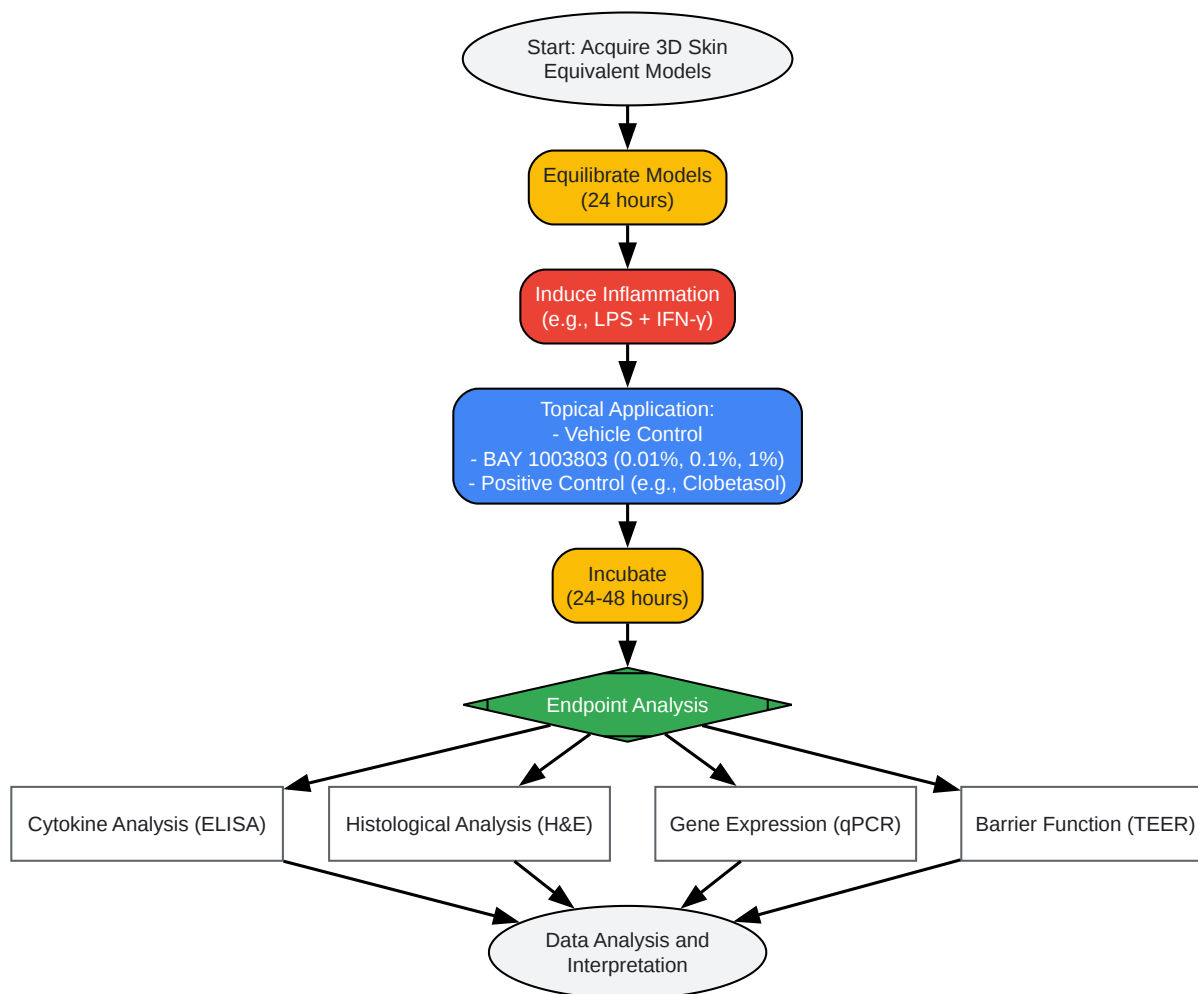 Start: Acquire 3D Skin
Equivalent Models
Equilibrate Models
(24 hours)
Induce Inflammation
(e.g., LPS + IFN-γ)
Topical Application:
- Vehicle Control
- BAY 1003803 (0.01%, 0.1%, 1%)
- Positive Control (e.g., Clobetasol)
Incubate
(24-48 hours)
Endpoint Analysis
Cytokine Analysis (ELISA)
Histological Analysis (H&E)
Gene Expression (qPCR)
Barrier Function (TEER)
Data Analysis and
Interpretation